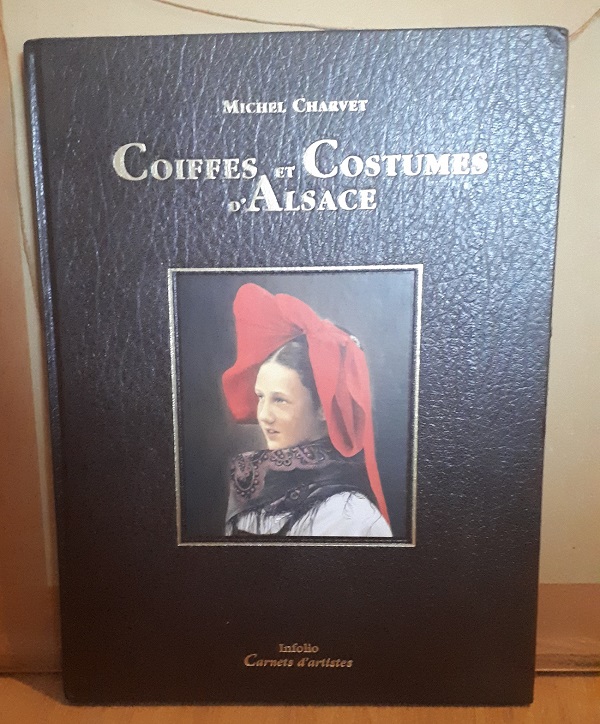 MICHEL CHARVET
COIFFES ET COSTUMES
D'ALSACE
Infolio
Carnets d'artistes